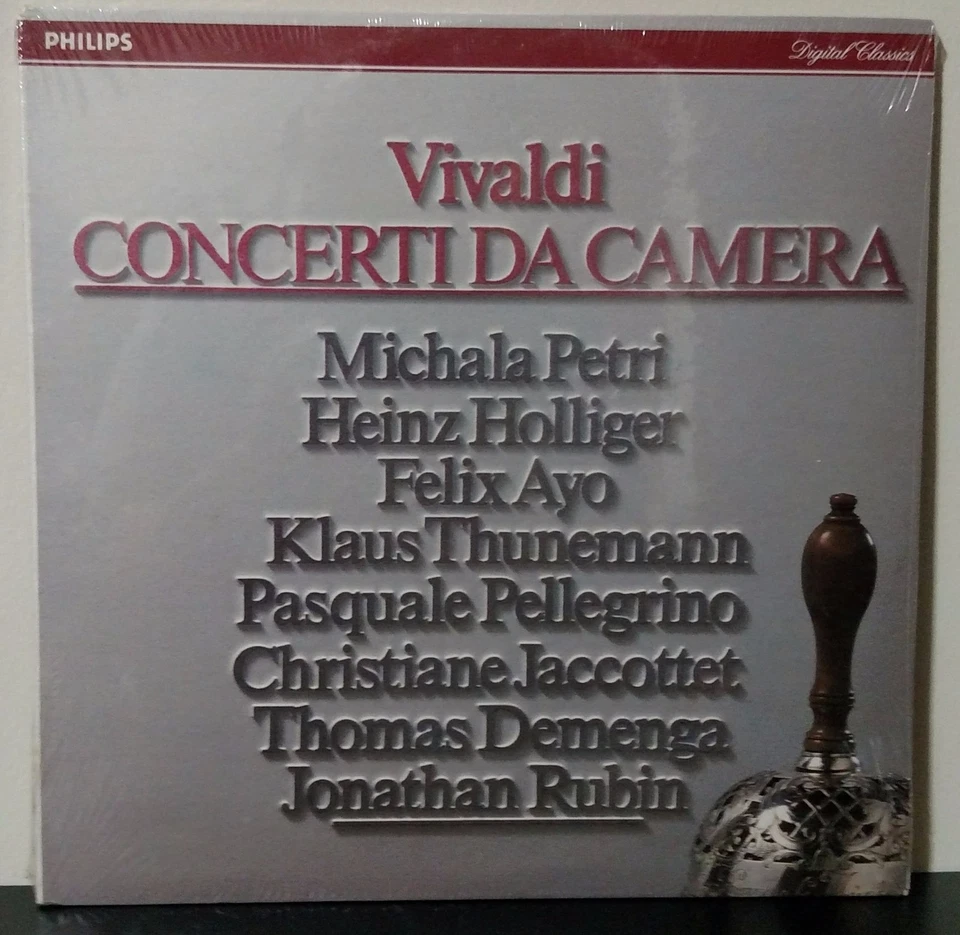 PHILIPS
Digital Classics
Vivaldi
CONCERTI DA CAMERA
Michala Petri
Heinz Holliger
Felix Ayo
Klaus Thunemann
Pasquale Pellegrino
Christiane Jaccottet
Thomas Demenga
Jonathan Rubin